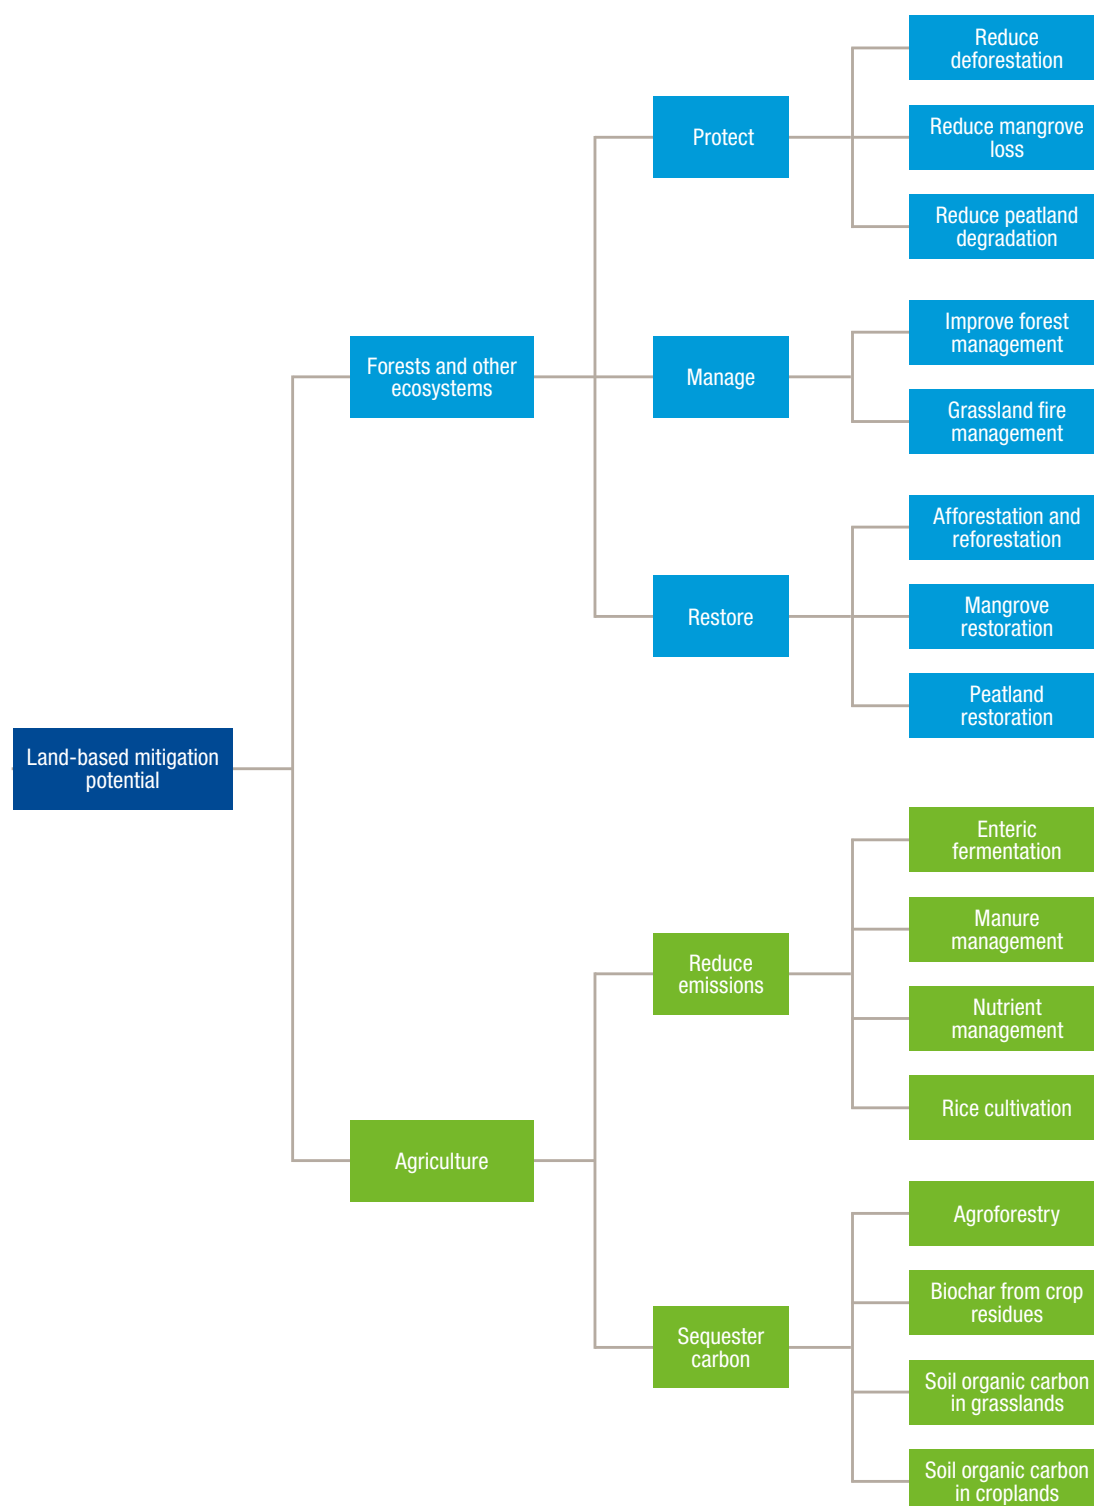 Reduce
deforestation
Reduce mangrove
loss
Reduce peatland
degradation
Protect
Improve forest
management
Grassland fire
management
Manage
Forests and other
ecosystems
Afforestation and
reforestation
Mangrove
restoration
Peatland
restoration
Restore
Land-based mitigation
potential
Enteric
fermentation
Manure
management
Nutrient
management
Rice cultivation
Reduce
emissions
Agriculture
Agroforestry
Biochar from crop
residues
Soil organic carbon
in grasslands
Soil organic carbon
in croplands
Sequester
carbon